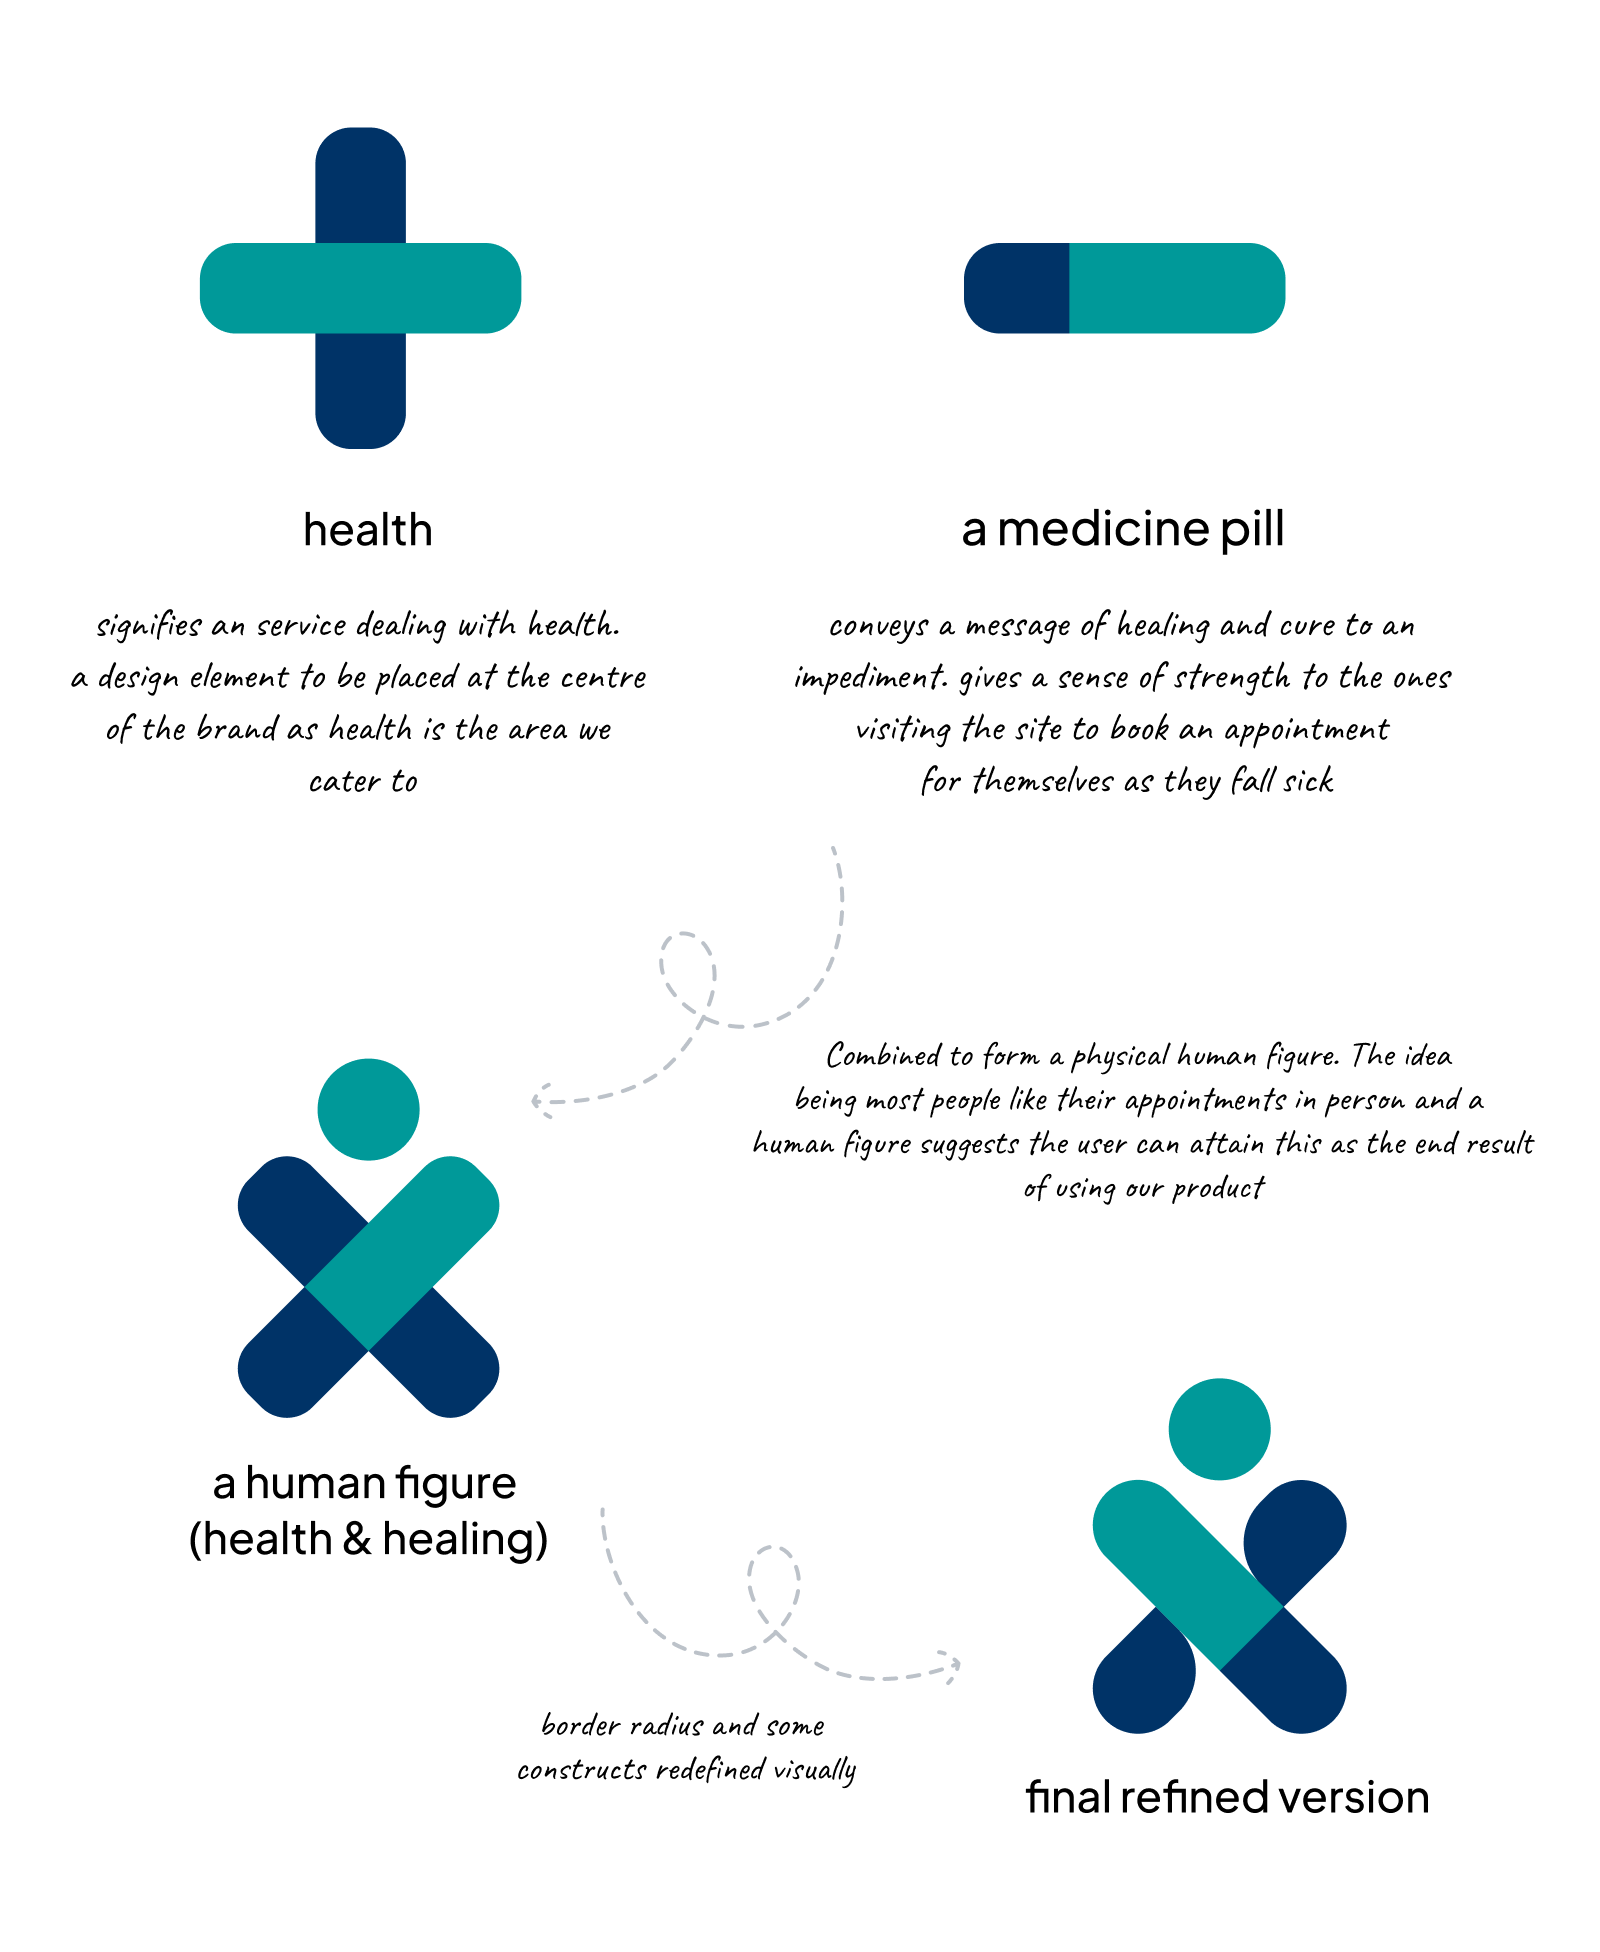 health
signifies an service dealing with health.
a design element to be placed at the centre
of the brand as health is the area we
cater to
a medicine pill
conveys a message of healing and cure to an
impediment. gives a sense of strength to the ones
visiting the site to book an appointment
for themselves as they fall sick
Combined to form a physical human figure. The idea
being most people like their appointments in person and a
human figure suggests the user can attain this as the end result
of using our product
a human figure
(health & healing)
border radius and some
constructs redefined visually
final refined version